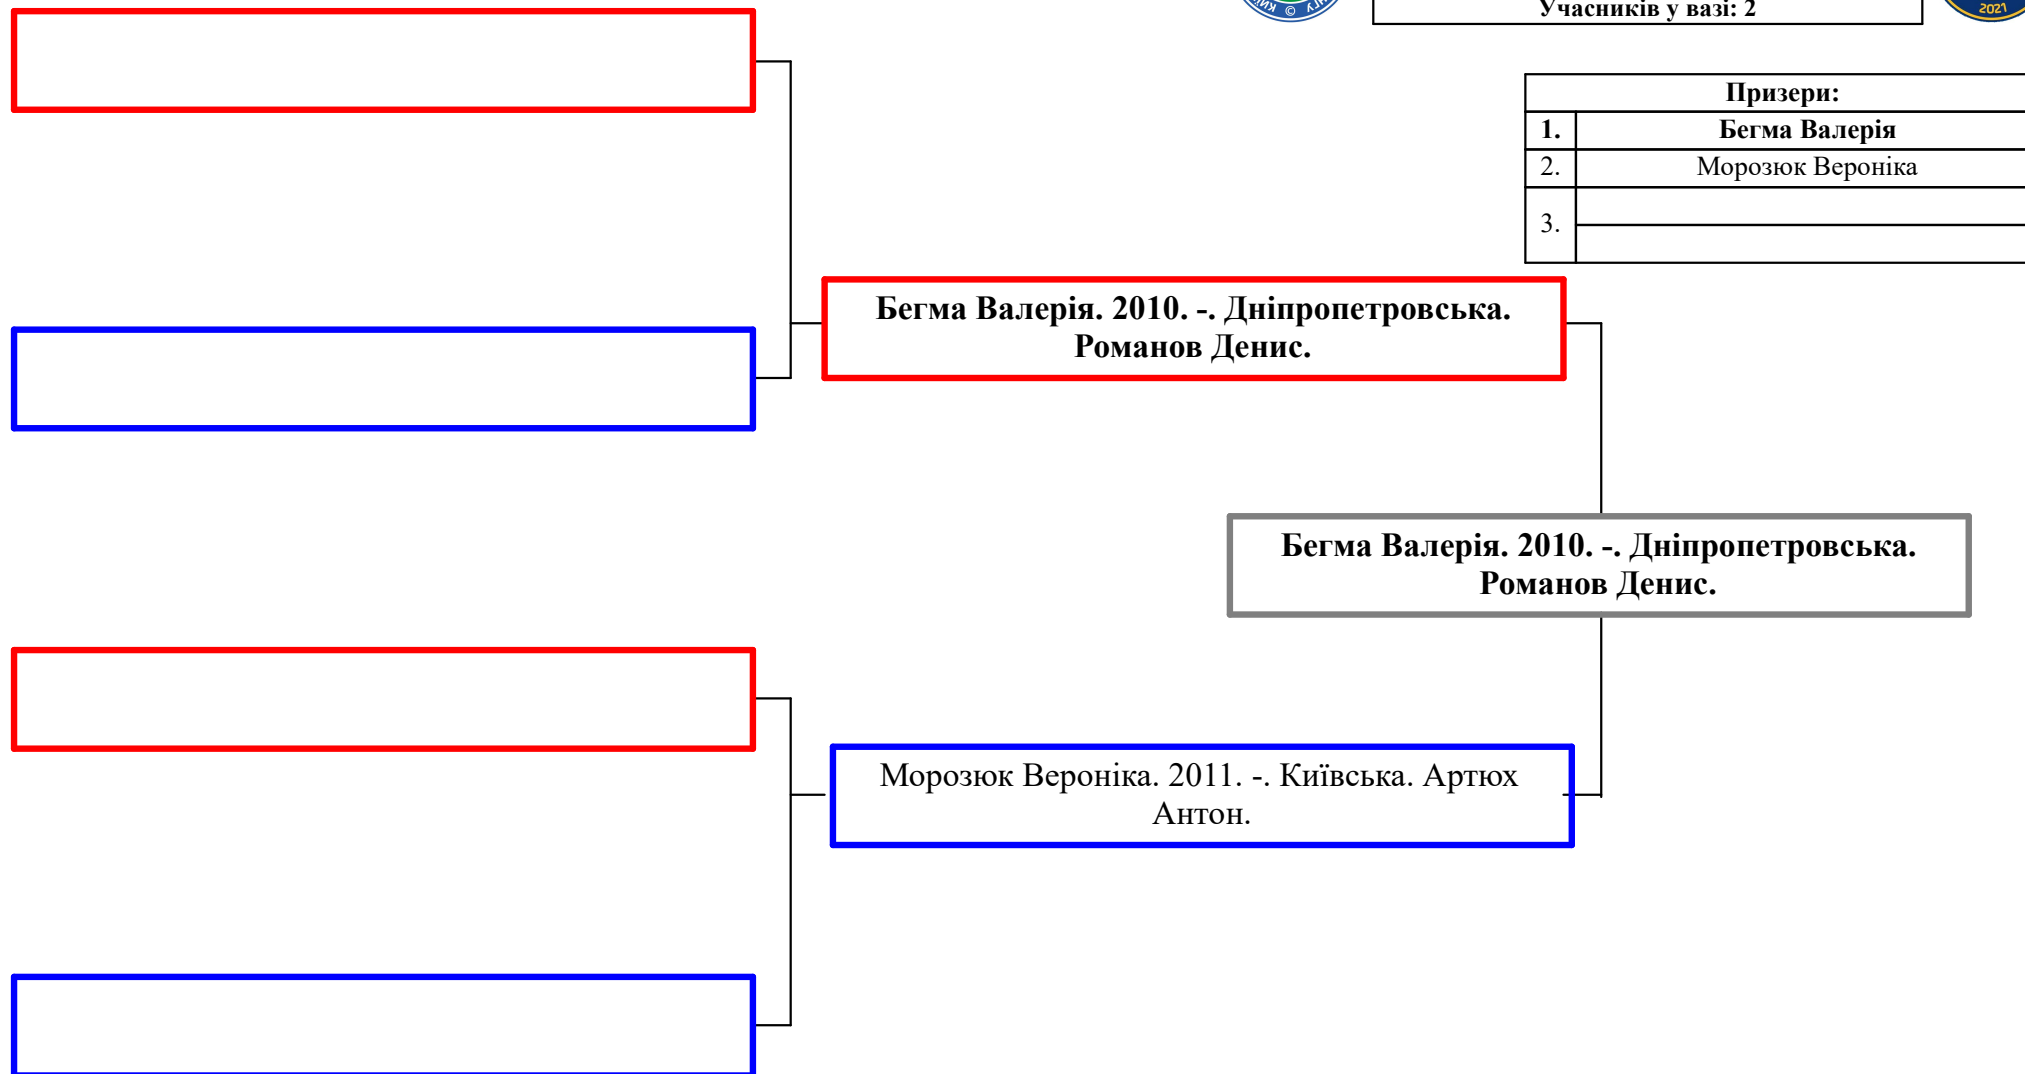 Учасників у вазі: 2
2021
Призери:
1. Бегма Валерія
2. Морозюк Вероніка
3.
Бегма Валерія. 2010. -. Дніпропетровська.
Романов Денис.
Бегма Валерія. 2010. -. Дніпропетровська.
Романов Денис.
Морозюк Вероніка. 2011. -. Київська. Артюх
Антон.